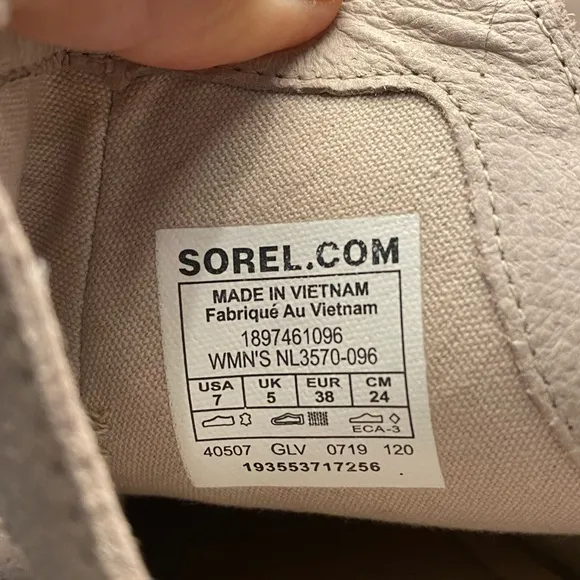 SOREL.COM
MADE IN VIETNAM
Fabriqué Au Vietnam
1897461096
WMN'S NL3570-096
USA UK EUR CM
7 5 38 24
ECA-3
40507 GLV 0719 120
193553717256